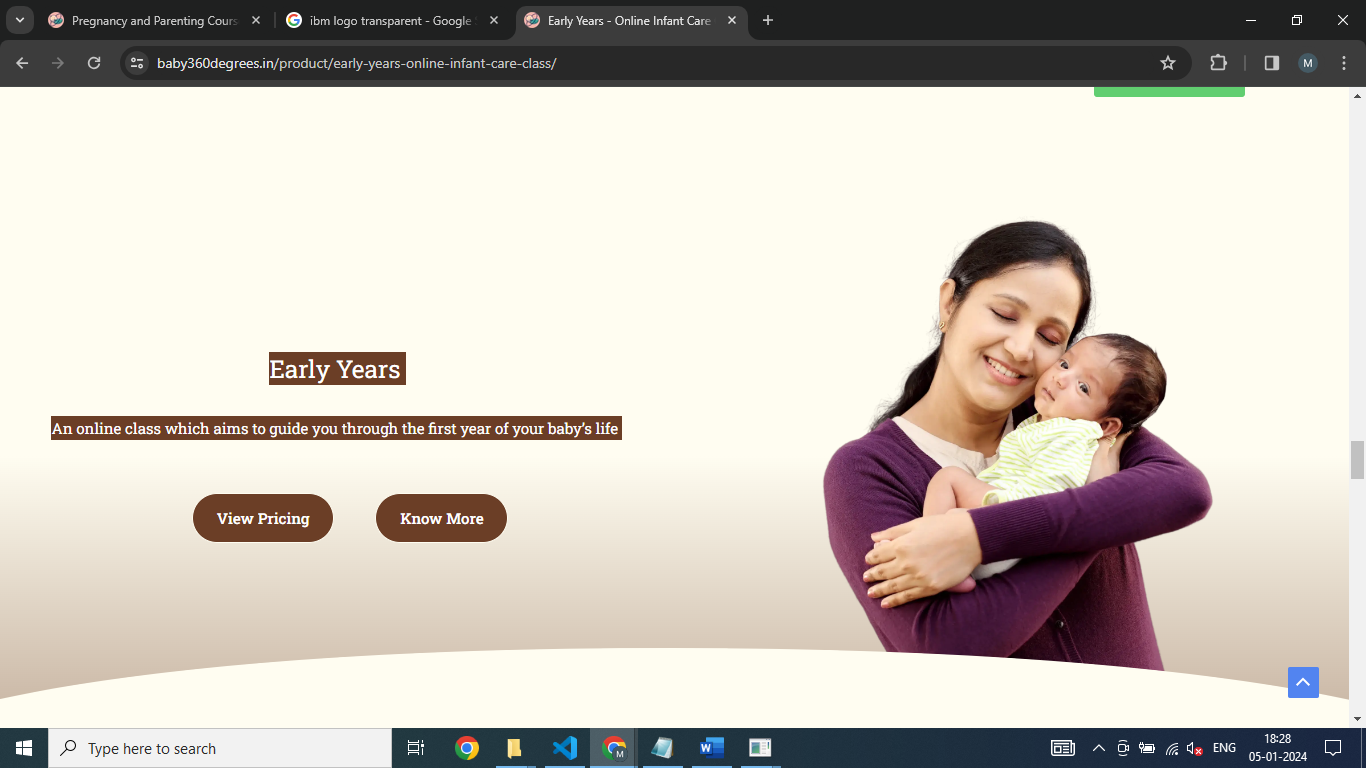 Pregnancy and Parenting Cours
ibm logo transparent - Google S
Early Years - Online Infant Care
baby360degrees.in/product/early-years-online-infant-care-class/
M
Early Years
An online class which aims to guide you through the first year of your baby's life
View Pricing
Know More
Type here to search
M
ENG
18:28
05-01-2024